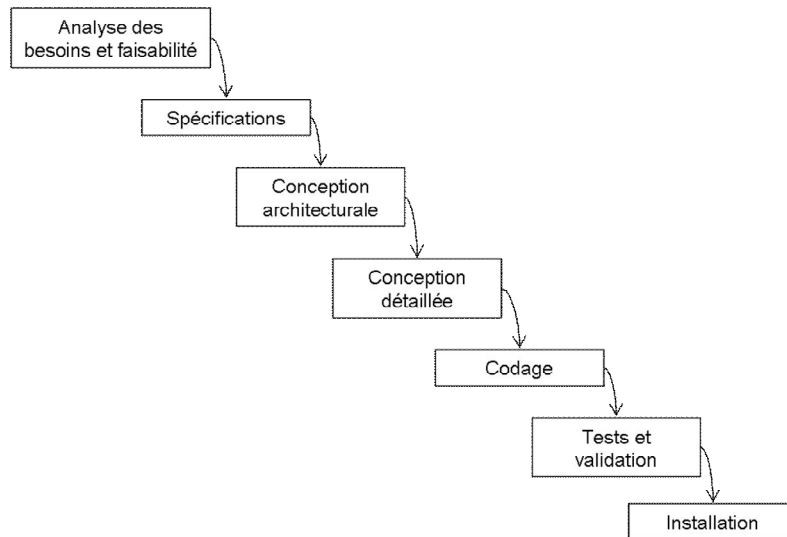 Analyse des
besoins et faisabilité
Spécifications
Conception
architecturale
Conception
détaillée
Codage
Tests et
validation
Installation